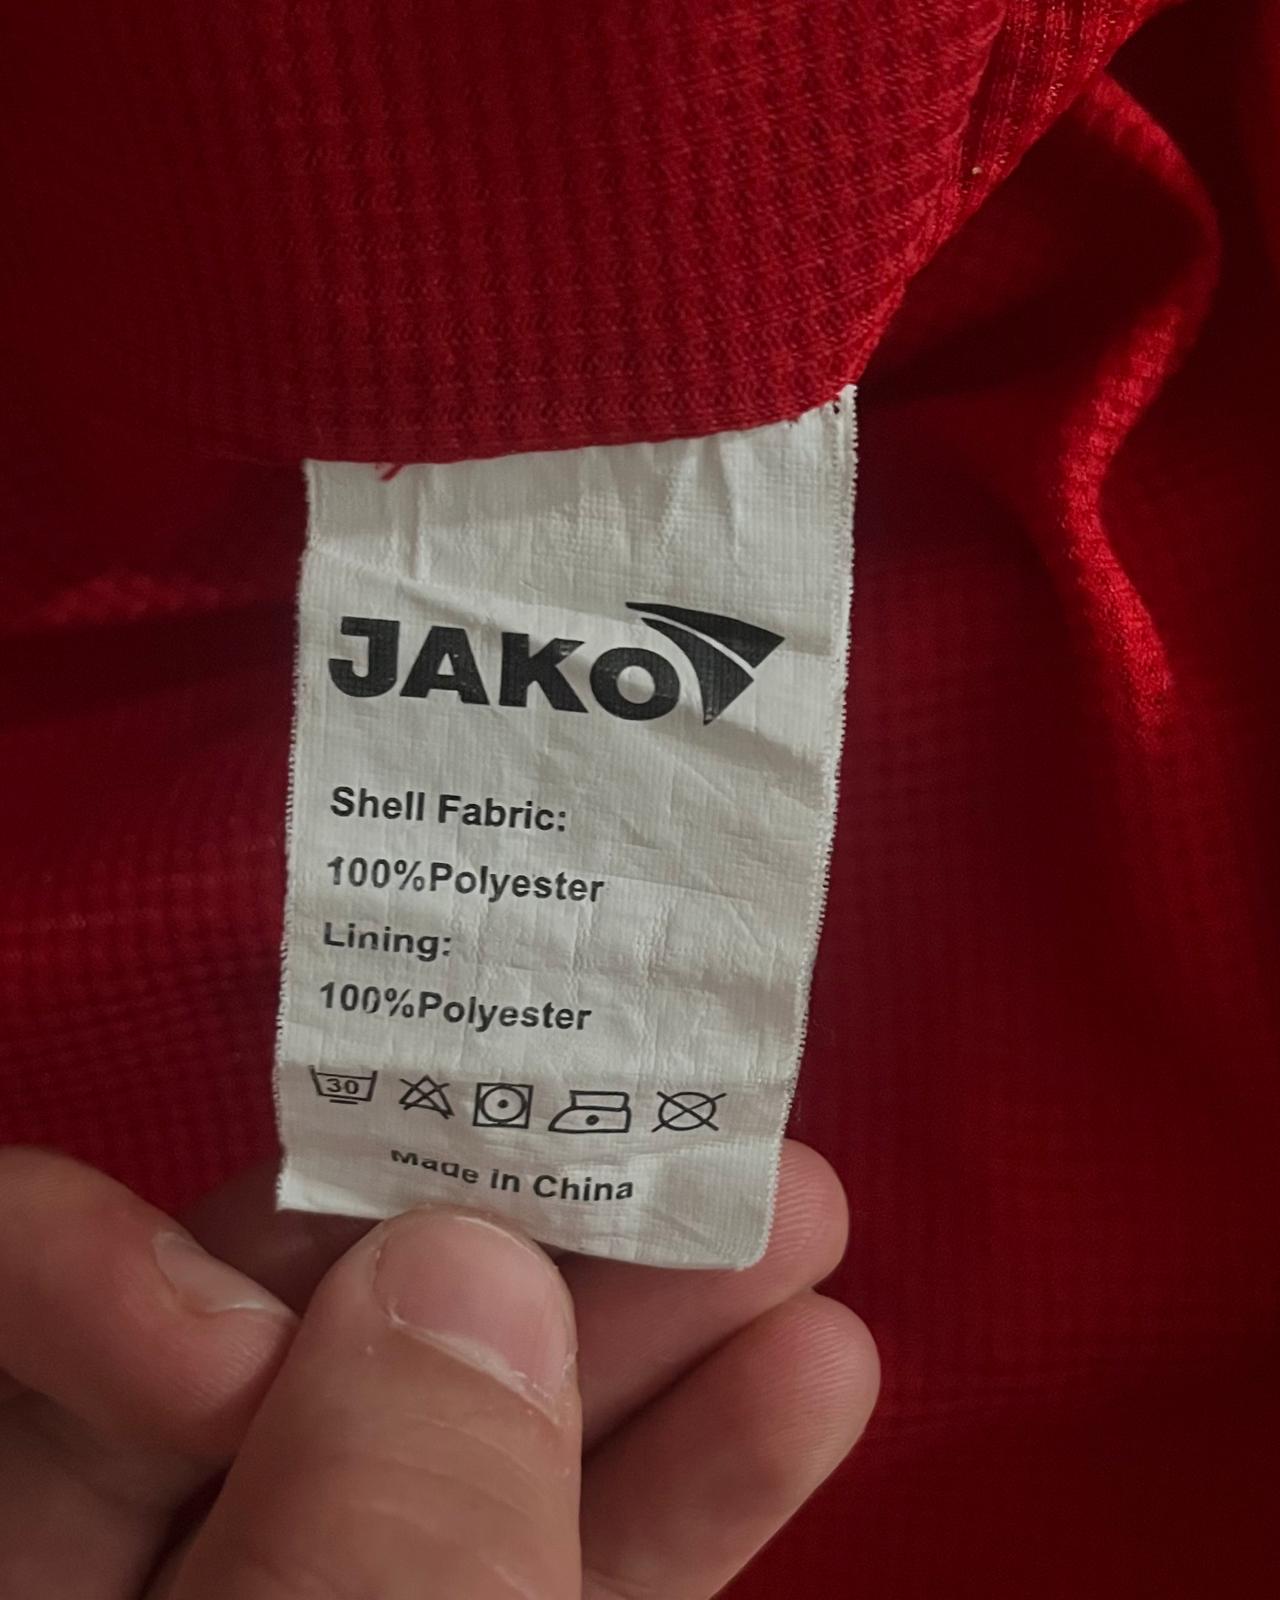 JAKO
Shell Fabric:
100%Polyester
Lining:
100%Polyester
30
Made in China